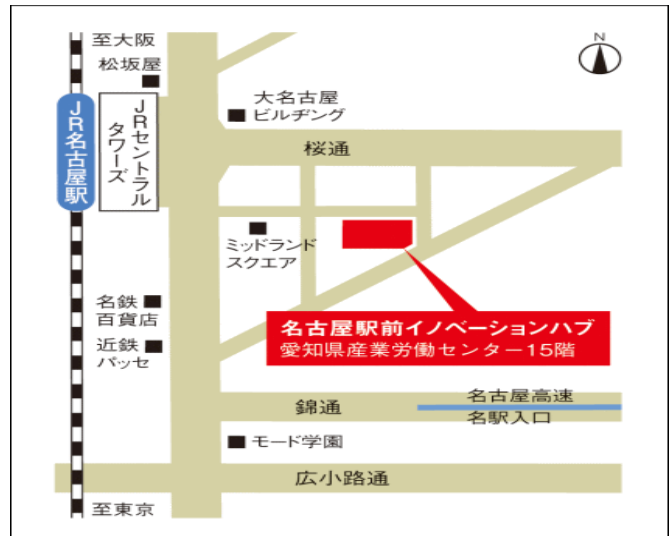 至大阪
松坂屋
N
JR名古屋駅
JRセントラル
タワーズ
大名古屋
ビルヂング
桜通
ミッドランド
スクエア
名鉄
百貨店
近鉄
パッセ
名古屋駅前イノベーションハブ
愛知県産業労働センター15階
錦通
名古屋高速
名駅入口
モード学園
広小路通
至東京